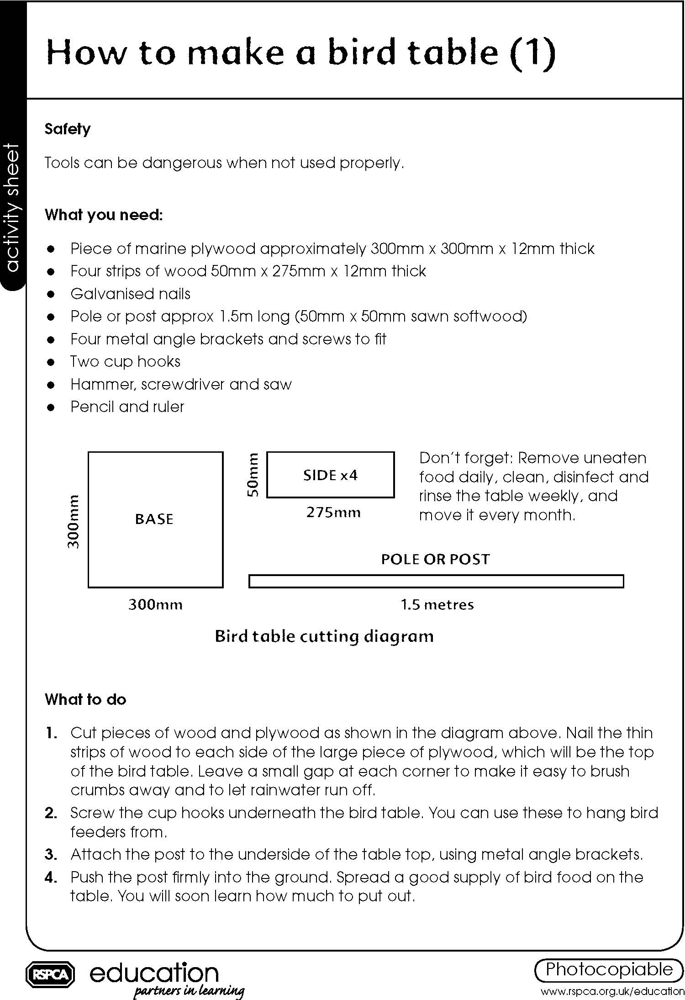 How to make a bird table (1)
activity sheet
Safety
Tools can be dangerous when not used properly.
What you need:
● Piece of marine plywood approximately 300mm x 300mm x 12mm thick
● Four strips of wood 50mm x 275mm x 12mm thick
● Galvanised nails
● Pole or post approx 1.5m long (50mm x 50mm sawn softwood)
● Four metal angle brackets and screws to fit
● Two cup hooks
● Hammer, screwdriver and saw
● Pencil and ruler
300mm
BASE
300mm
50mm
SIDE x4
275mm
Don't forget: Remove uneaten
food daily, clean, disinfect and
rinse the table weekly, and
move it every month.
POLE OR POST
1.5 metres
Bird table cutting diagram
What to do
1. Cut pieces of wood and plywood as shown in the diagram above. Nail the thin
strips of wood to each side of the large piece of plywood, which will be the top
of the bird table. Leave a small gap at each corner to make it easy to brush
crumbs away and to let rainwater run off.
2. Screw the cup hooks underneath the bird table. You can use these to hang bird
feeders from.
3. Attach the post to the underside of the table top, using metal angle brackets.
4. Push the post firmly into the ground. Spread a good supply of bird food on the
table. You will soon learn how much to put out.
RSPCA education
partners in learning
Photocopiable
www.rspca.org.uk/education